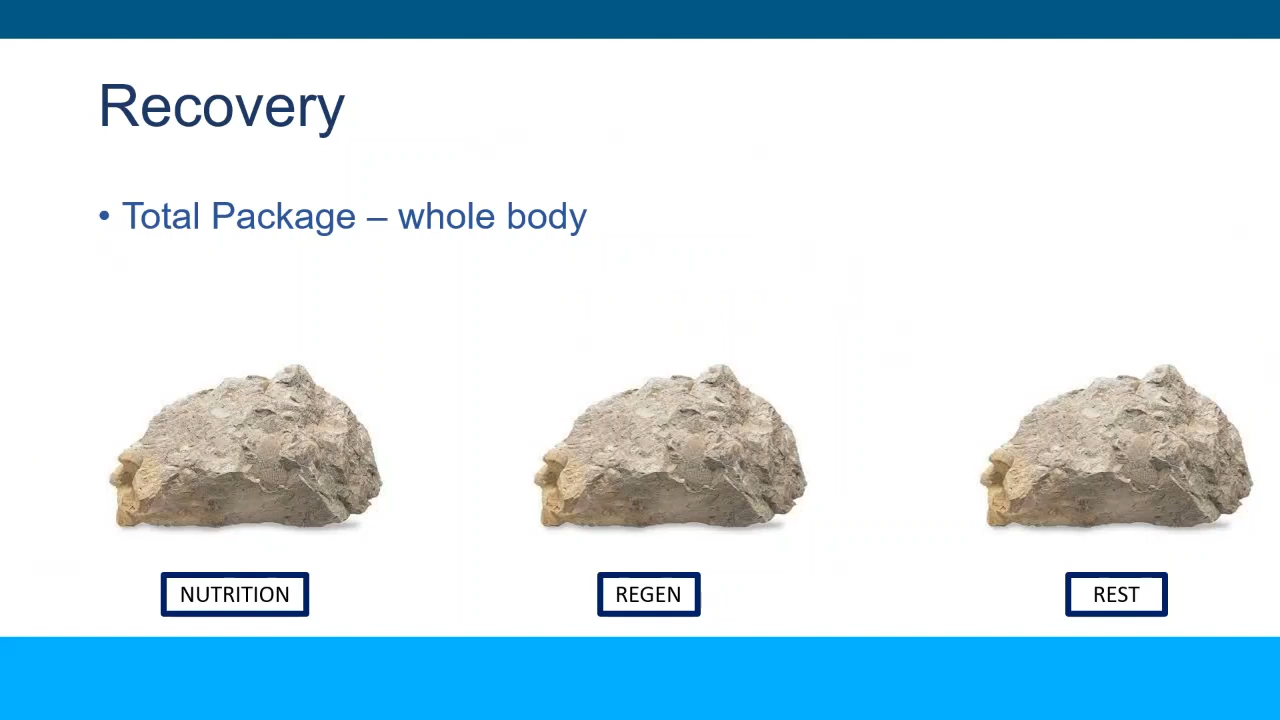 Recovery
• Total Package – whole body
NUTRITION
REGEN
REST